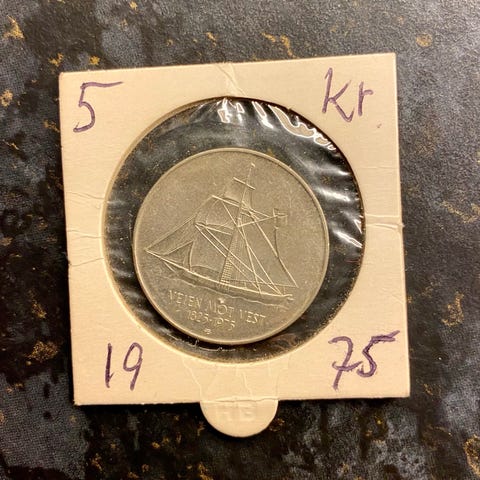 5 Kr.
VEIEN MOT VEST
1825-1975
19 75
HB